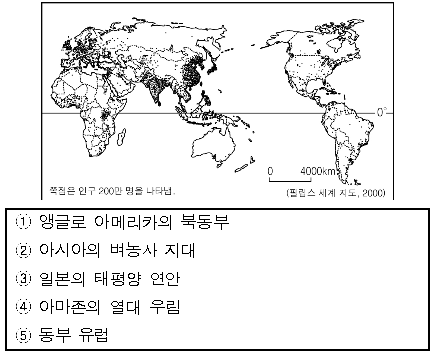 0°
0 4000km
쪽점은 인구 200만 명을 나타냄.
(필립스 세계 지도, 2000)
① 앵글로 아메리카의 북동부
② 아시아의 벼농사 지대
③ 일본의 태평양 연안
④ 아마존의 열대 우림
⑤ 동부 유럽